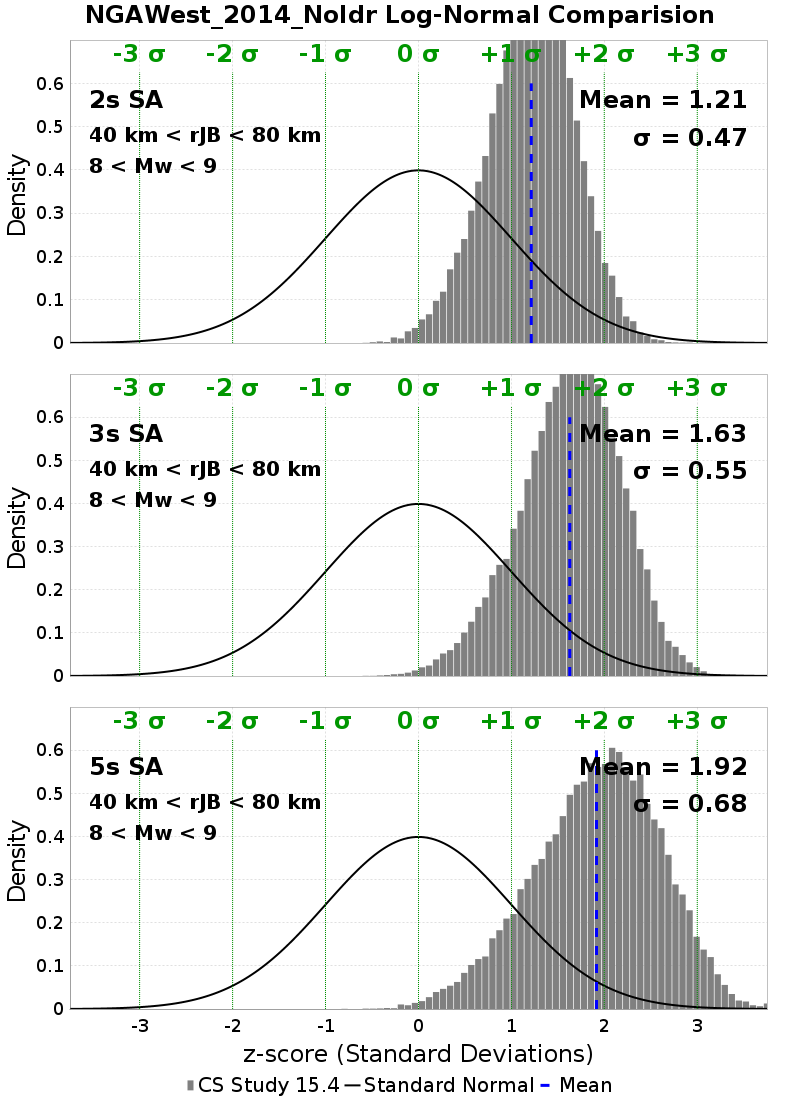 NGAWest_2014_NoIdr Log-Normal Comparision
-3 σ -2 σ -1 σ 0 σ +1 σ +2 σ +3 σ
0.6
2s SA Mean = 1.21
0.5
40 km < rJB < 80 km σ = 0.47
8 < Mw < 9
0.4
0.3
0.2
0.1
0
Density
-3 σ -2 σ -1 σ 0 σ +1 σ +2 σ +3 σ
0.6
3s SA Mean = 1.63
0.5
40 km < rJB < 80 km σ = 0.55
8 < Mw < 9
0.4
0.3
0.2
0.1
0
Density
-3 σ -2 σ -1 σ 0 σ +1 σ +2 σ +3 σ
0.6
5s SA Mean = 1.92
0.5
40 km < rJB < 80 km σ = 0.68
8 < Mw < 9
0.4
0.3
0.2
0.1
0
Density
-3 -2 -1 0 1 2 3
z-score (Standard Deviations)
CS Study 15.4 Standard Normal Mean